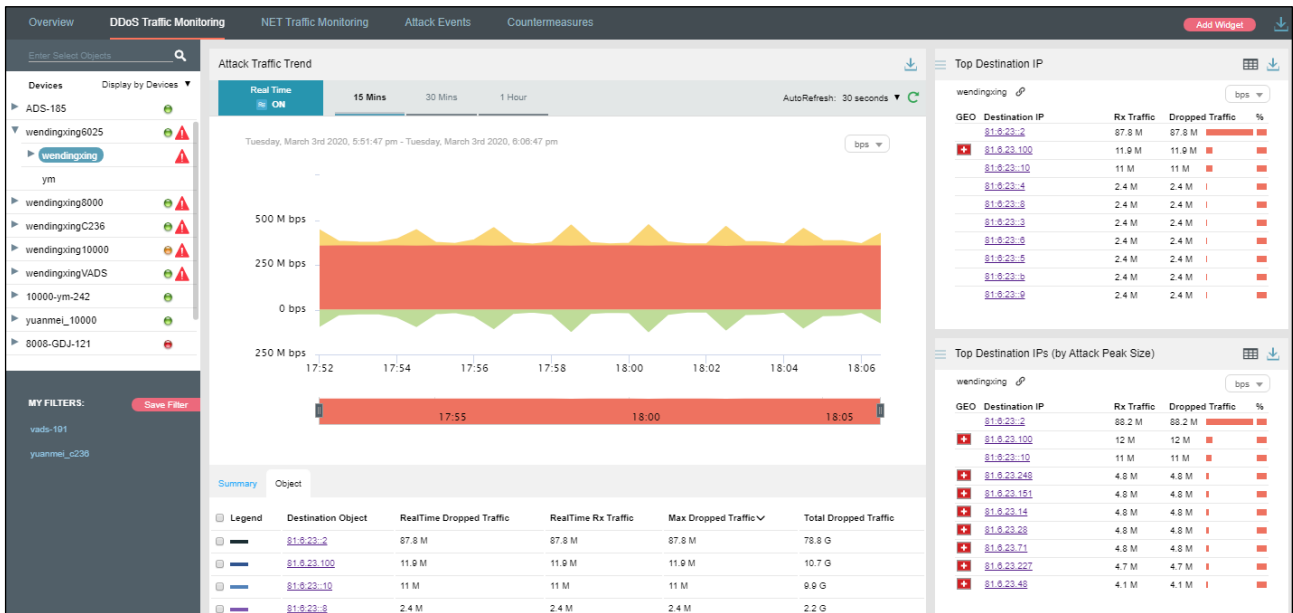 Overview DDoS Traffic Monitoring NET Traffic Monitoring Attack Events Countermeasures Add Widget
Enter Select Objects
Devices Display by Devices
ADS-185
wendingxing6025
wendingxing
ym
wendingxing8000
wendingxingC236
wendingxing10000
wendingxingVADS
10000-ym-242
yuanmei_10000
8008-GDJ-121
MY FILTERS: Save Filter
vads-191
yuanmei_c236
Attack Traffic Trend
Real Time
ON
15 Mins 30 Mins 1 Hour AutoRefresh: 30 seconds
Tuesday, March 3rd 2020, 5:51:47 pm - Tuesday, March 3rd 2020, 6:06:47 pm bps
500 M bps
250 M bps
0 bps
250 M bps
17:52 17:54 17:56 17:58 18:00 18:02 18:04 18:06
17:55 18:00 18:05
Summary Object
Legend Destination Object RealTime Dropped Traffic RealTime Rx Traffic Max Dropped Traffic Total Dropped Traffic
81:6:23::2 87.8 M 87.8 M 87.8 M 78.8 G
81.6.23.100 11.9 M 11.9 M 11.9 M 10.7 G
81:6:23::10 11 M 11 M 11 M 9.9 G
81:6:23::8 2.4 M 2.4 M 2.4 M 2.2 G
Top Destination IP
wendingxing bps
GEO Destination IP Rx Traffic Dropped Traffic %
81:6:23::2 87.8 M 87.8 M
81.6.23.100 11.9 M 11.9 M
81:6:23::10 11 M 11 M
81:6:23::4 2.4 M 2.4 M
81:6:23::8 2.4 M 2.4 M
81:6:23::3 2.4 M 2.4 M
81:6:23::6 2.4 M 2.4 M
81:6:23::5 2.4 M 2.4 M
81:6:23::b 2.4 M 2.4 M
81:6:23::9 2.4 M 2.4 M
Top Destination IPs (by Attack Peak Size)
wendingxing bps
GEO Destination IP Rx Traffic Dropped Traffic %
81:6:23::2 88.2 M 88.2 M
81.6.23.100 12 M 12 M
81:6:23::10 11 M 11 M
81.6.23.248 4.8 M 4.8 M
81.6.23.151 4.8 M 4.8 M
81.6.23.14 4.8 M 4.8 M
81.6.23.28 4.8 M 4.8 M
81.6.23.71 4.8 M 4.8 M
81.6.23.227 4.7 M 4.7 M
81.6.23.48 4.1 M 4.1 M